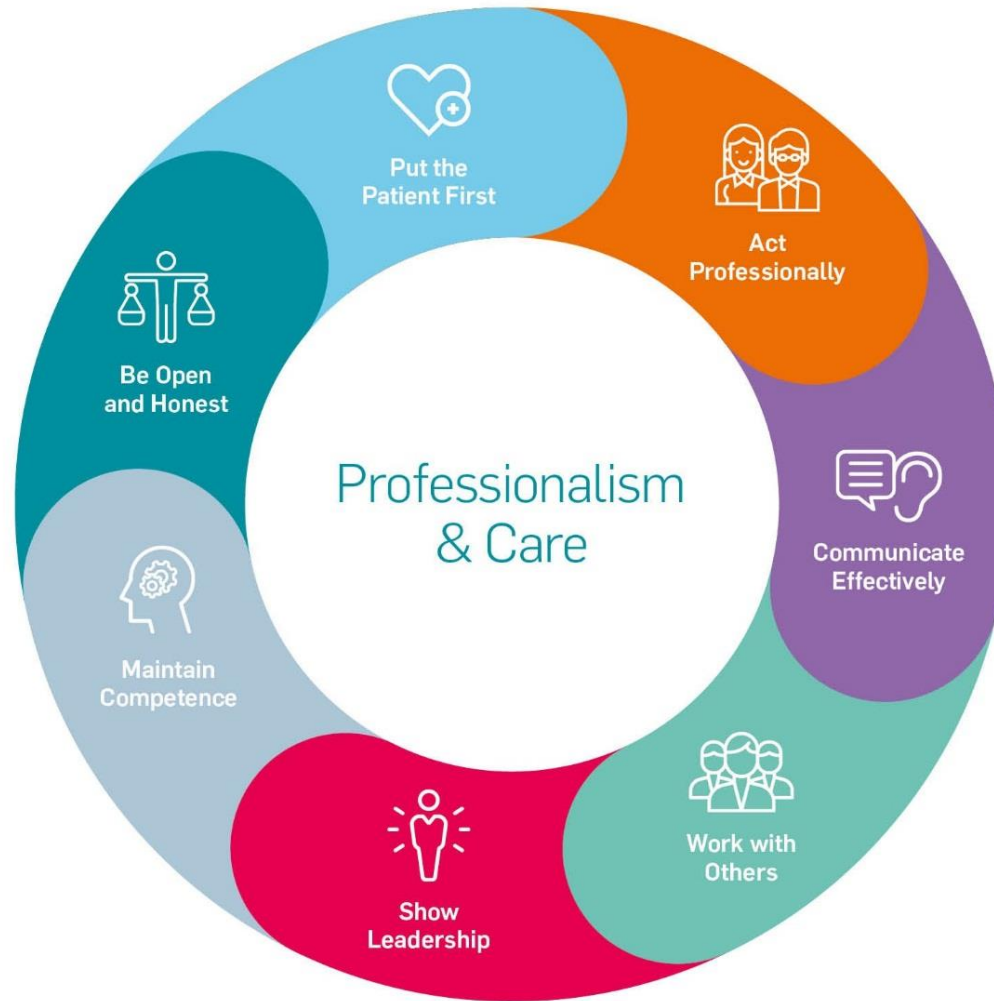 Put the
Patient First
Act
Professionally
Communicate
Effectively
Work with
Others
Show
Leadership
Maintain
Competence
Be Open
and Honest
Professionalism
& Care